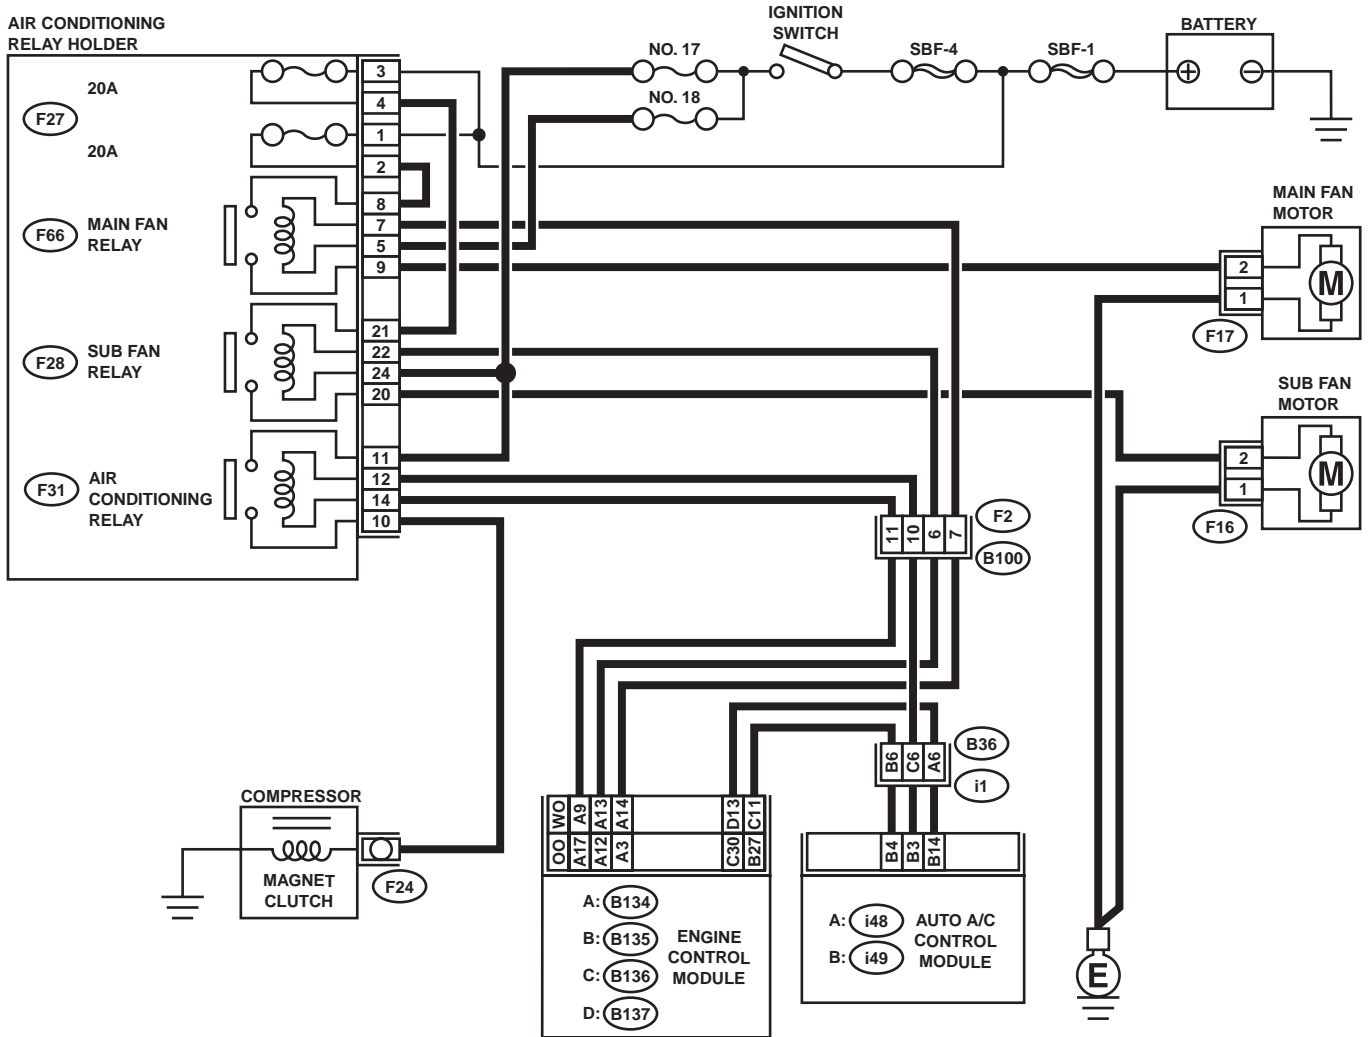 AIR CONDITIONING
RELAY HOLDER
IGNITION
SWITCH
BATTERY
NO. 17
SBF-4
SBF-1
NO. 18
20A
F27
20A
3
4
1
2
F66
MAIN FAN
RELAY
8
7
5
9
F28
SUB FAN
RELAY
21
22
24
20
F31
AIR
CONDITIONING
RELAY
11
12
14
10
MAIN FAN
MOTOR
2
1
M
F17
SUB FAN
MOTOR
2
1
M
F16
11 10 6 7
F2
B100
B6 C6 A6
B36
i1
COMPRESSOR
MAGNET
CLUTCH
F24
WO A9 A13 A14 D13 C11
OO A17 A12 A3 C30 B27
A: B134
B: B135
C: B136
D: B137
ENGINE
CONTROL
MODULE
B4 B3 B14
A: i48
B: i49
AUTO A/C
CONTROL
MODULE
E